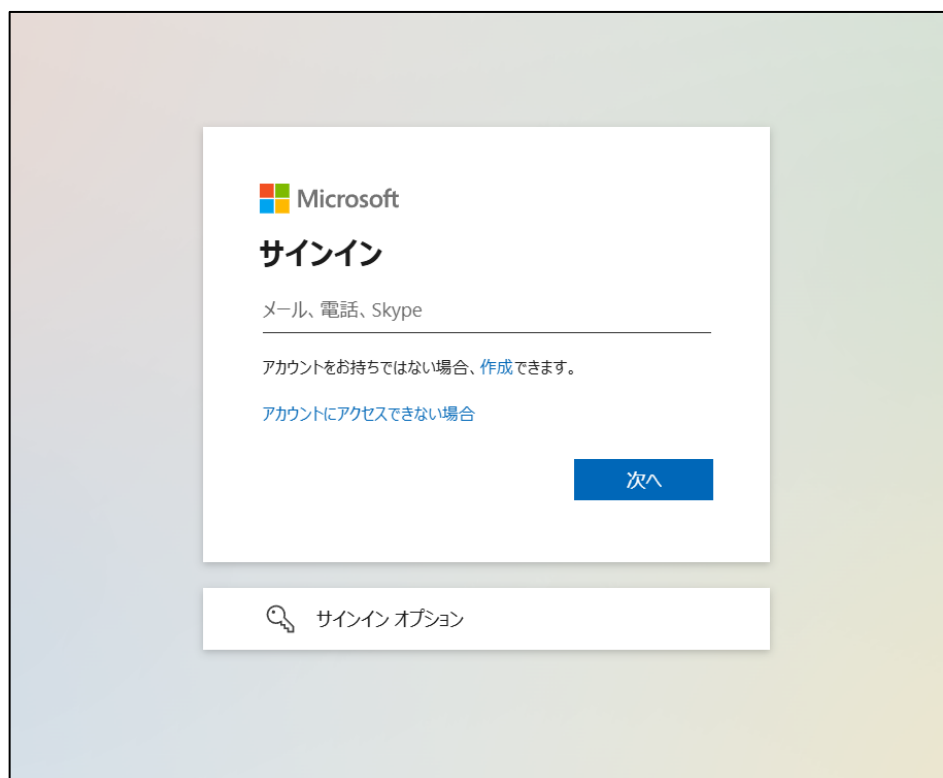 Microsoft
サインイン
メール、電話、Skype
アカウントをお持ちではない場合、作成できます。
アカウントにアクセスできない場合
次へ
サインイン オプション